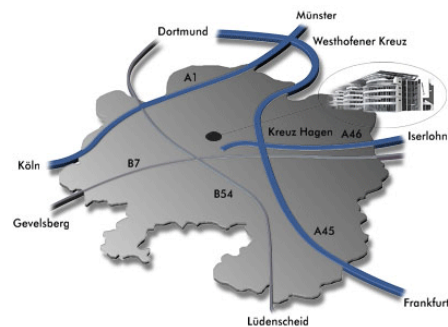 Münster
Dortmund
Westhofener Kreuz
A1
Kreuz Hagen
A46
Iserlohn
Köln
B7
B54
Gevelsberg
A45
Frankfurt
Lüdenscheid